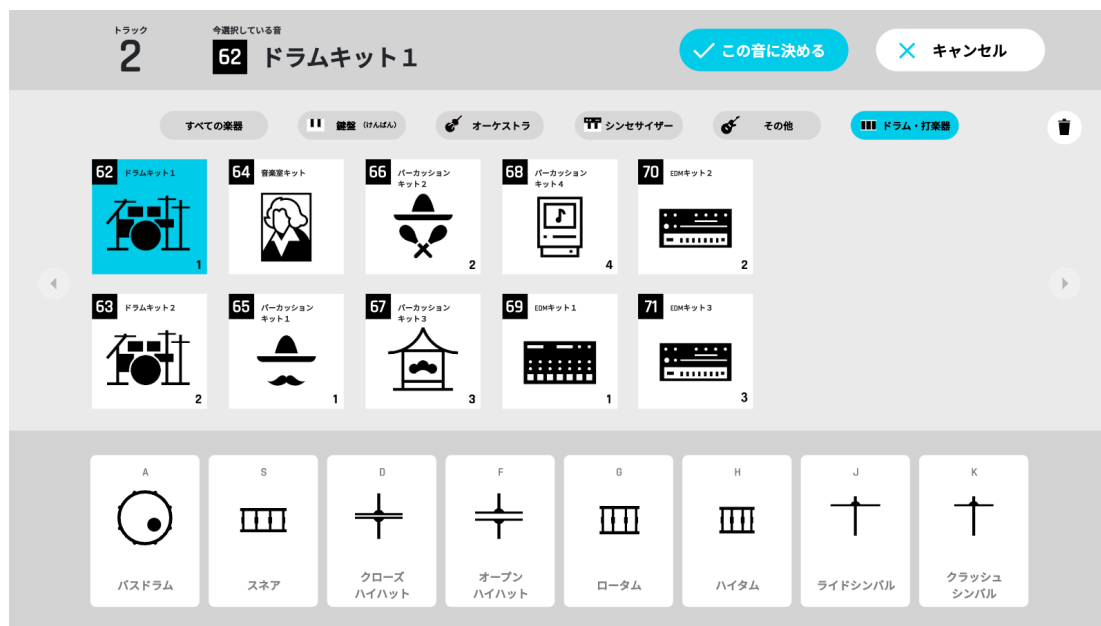 トラック
2
今選択している音
62 ドラムキット1
この音に決める
キャンセル
すべての楽器
鍵盤 (けんばん)
オーケストラ
シンセサイザー
その他
ドラム・打楽器
62 ドラムキット1
1
64 音楽室キット
66 パーカッション
キット2
2
68 パーカッション
キット4
4
70 EDMキット2
2
63 ドラムキット2
2
65 パーカッション
キット1
1
67 パーカッション
キット3
3
69 EDMキット1
1
71 EDMキット3
3
A
バスドラム
S
スネア
D
クローズ
ハイハット
F
オープン
ハイハット
G
ロータム
H
ハイタム
J
ライドシンバル
K
クラッシュ
シンバル